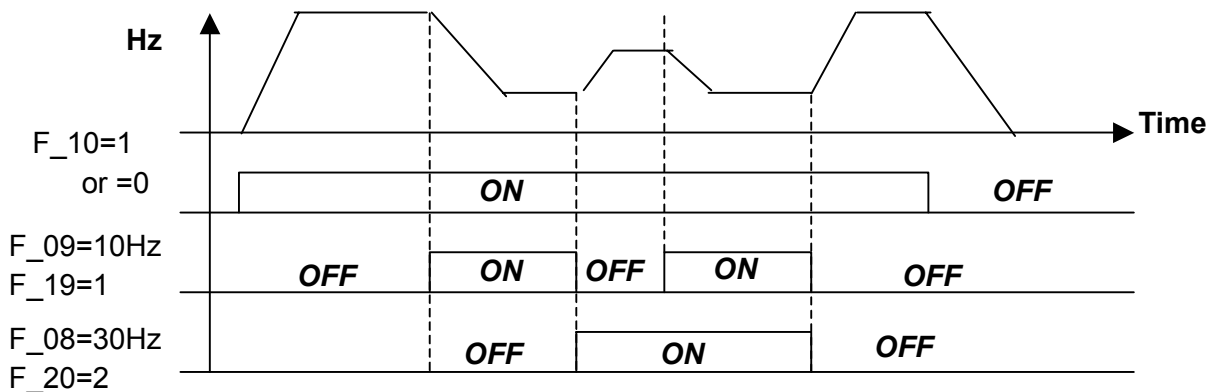 Hz
Time
F_10=1
or =0
ON
OFF
F_09=10Hz
F_19=1
OFF
ON
OFF
ON
OFF
F_08=30Hz
F_20=2
OFF
ON
OFF